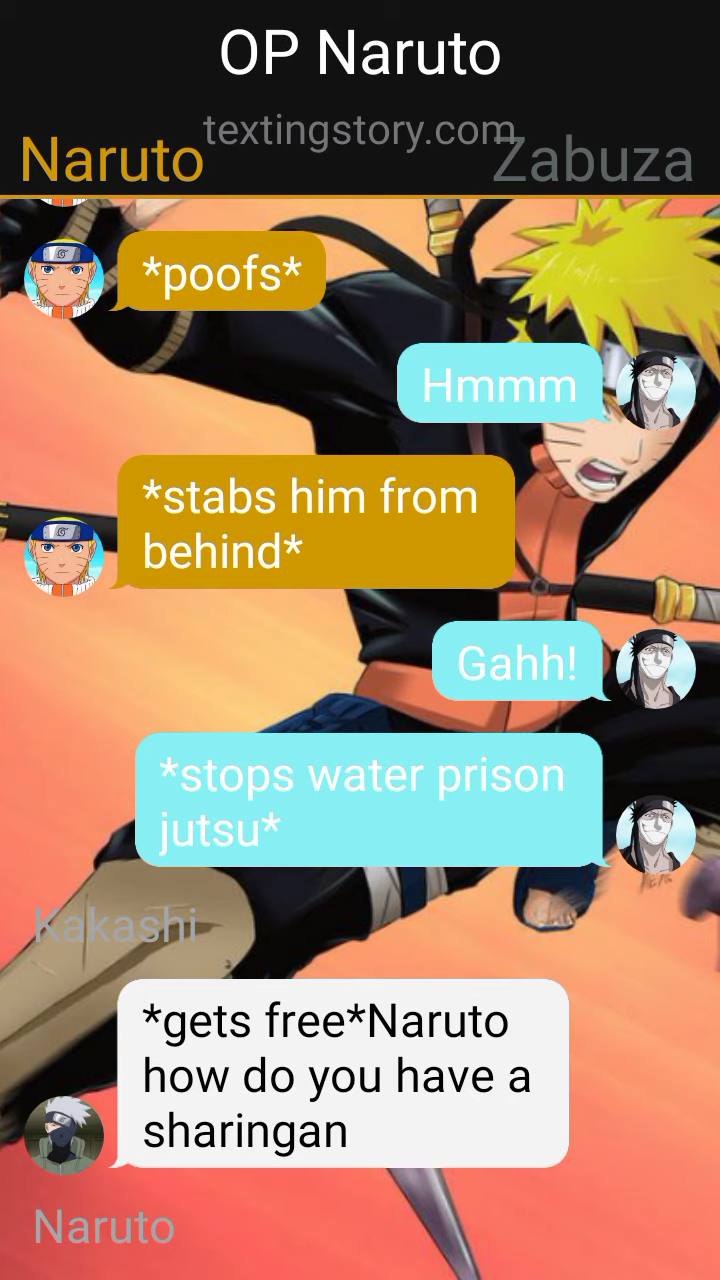 OP Naruto
textingstory.com
Naruto
Zabuza
*poofs*
Hmmm
*stabs him from
behind*
Gahh!
*stops water prison
jutsu*
Kakashi
*gets free*Naruto
how do you have a
sharingan
Naruto